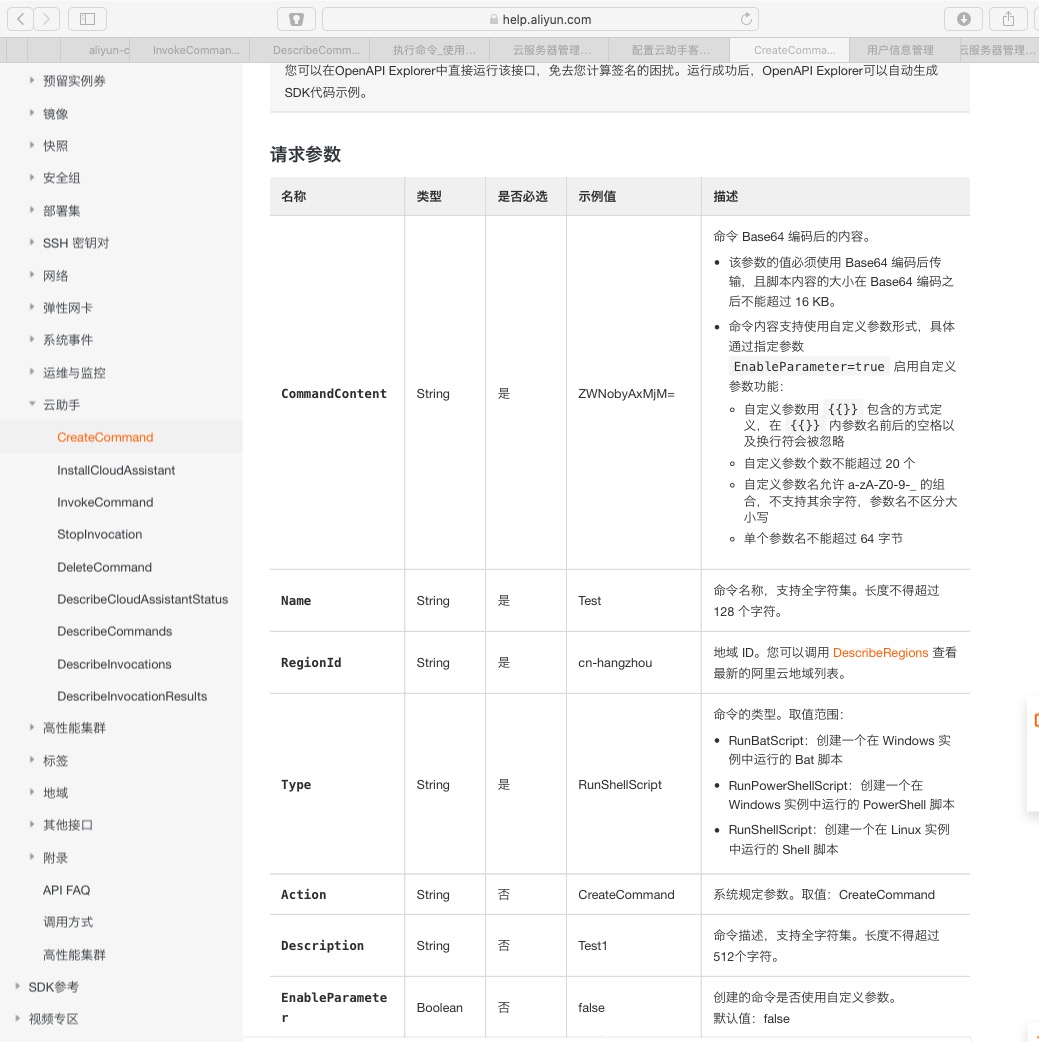 help.aliyun.com
aliyun-c
InvokeComman...
DescribeComm...
执行命令_使用...
云服务器管理...
配置云助手客...
CreateComma...
用户信息管理
云服务器管理...
预留实例券
镜像
快照
安全组
部署集
SSH 密钥对
网络
弹性网卡
系统事件
运维与监控
云助手
CreateCommand
InstallCloudAssistant
InvokeCommand
StopInvocation
DeleteCommand
DescribeCloudAssistantStatus
DescribeCommands
DescribeInvocations
DescribeInvocationResults
高性能集群
标签
地域
其他接口
附录
API FAQ
调用方式
高性能集群
SDK参考
视频专区
您可以在OpenAPI Explorer中直接运行该接口，免去您计算签名的困扰。运行成功后，OpenAPI Explorer可以自动生成
SDK代码示例。
请求参数
名称 类型 是否必选 示例值 描述
CommandContent String 是 ZWNobyAxMjM=
命令 Base64 编码后的内容。
• 该参数的值必须使用 Base64 编码后传
输，且脚本内容的大小在 Base64 编码之
后不能超过 16 KB。
• 命令内容支持使用自定义参数形式，具体
通过指定参数
EnableParameter=true 启用自定义
参数功能：
自定义参数用 {{}} 包含的方式定
义，在 {{}} 内参数名前后的空格以
及换行符会被忽略
自定义参数个数不能超过 20 个
自定义参数名允许 a-zA-Z0-9-_ 的组
合，不支持其余字符，参数名不区分大
小写
单个参数名不能超过 64 字节
Name String 是 Test
命令名称，支持全字符集。长度不得超过
128 个字符。
RegionId String 是 cn-hangzhou
地域 ID。您可以调用 DescribeRegions 查看
最新的阿里云地域列表。
Type String 是 RunShellScript
命令的类型。取值范围：
• RunBatScript：创建一个在 Windows 实
例中运行的 Bat 脚本
• RunPowerShellScript：创建一个在
Windows 实例中运行的 PowerShell 脚本
• RunShellScript：创建一个在 Linux 实例
中运行的 Shell 脚本
Action String 否 CreateCommand 系统规定参数。取值：CreateCommand
Description String 否 Test1
命令描述，支持全字符集。长度不得超过
512个字符。
EnableParamete
r
Boolean 否 false
创建的命令是否使用自定义参数。
默认值：false